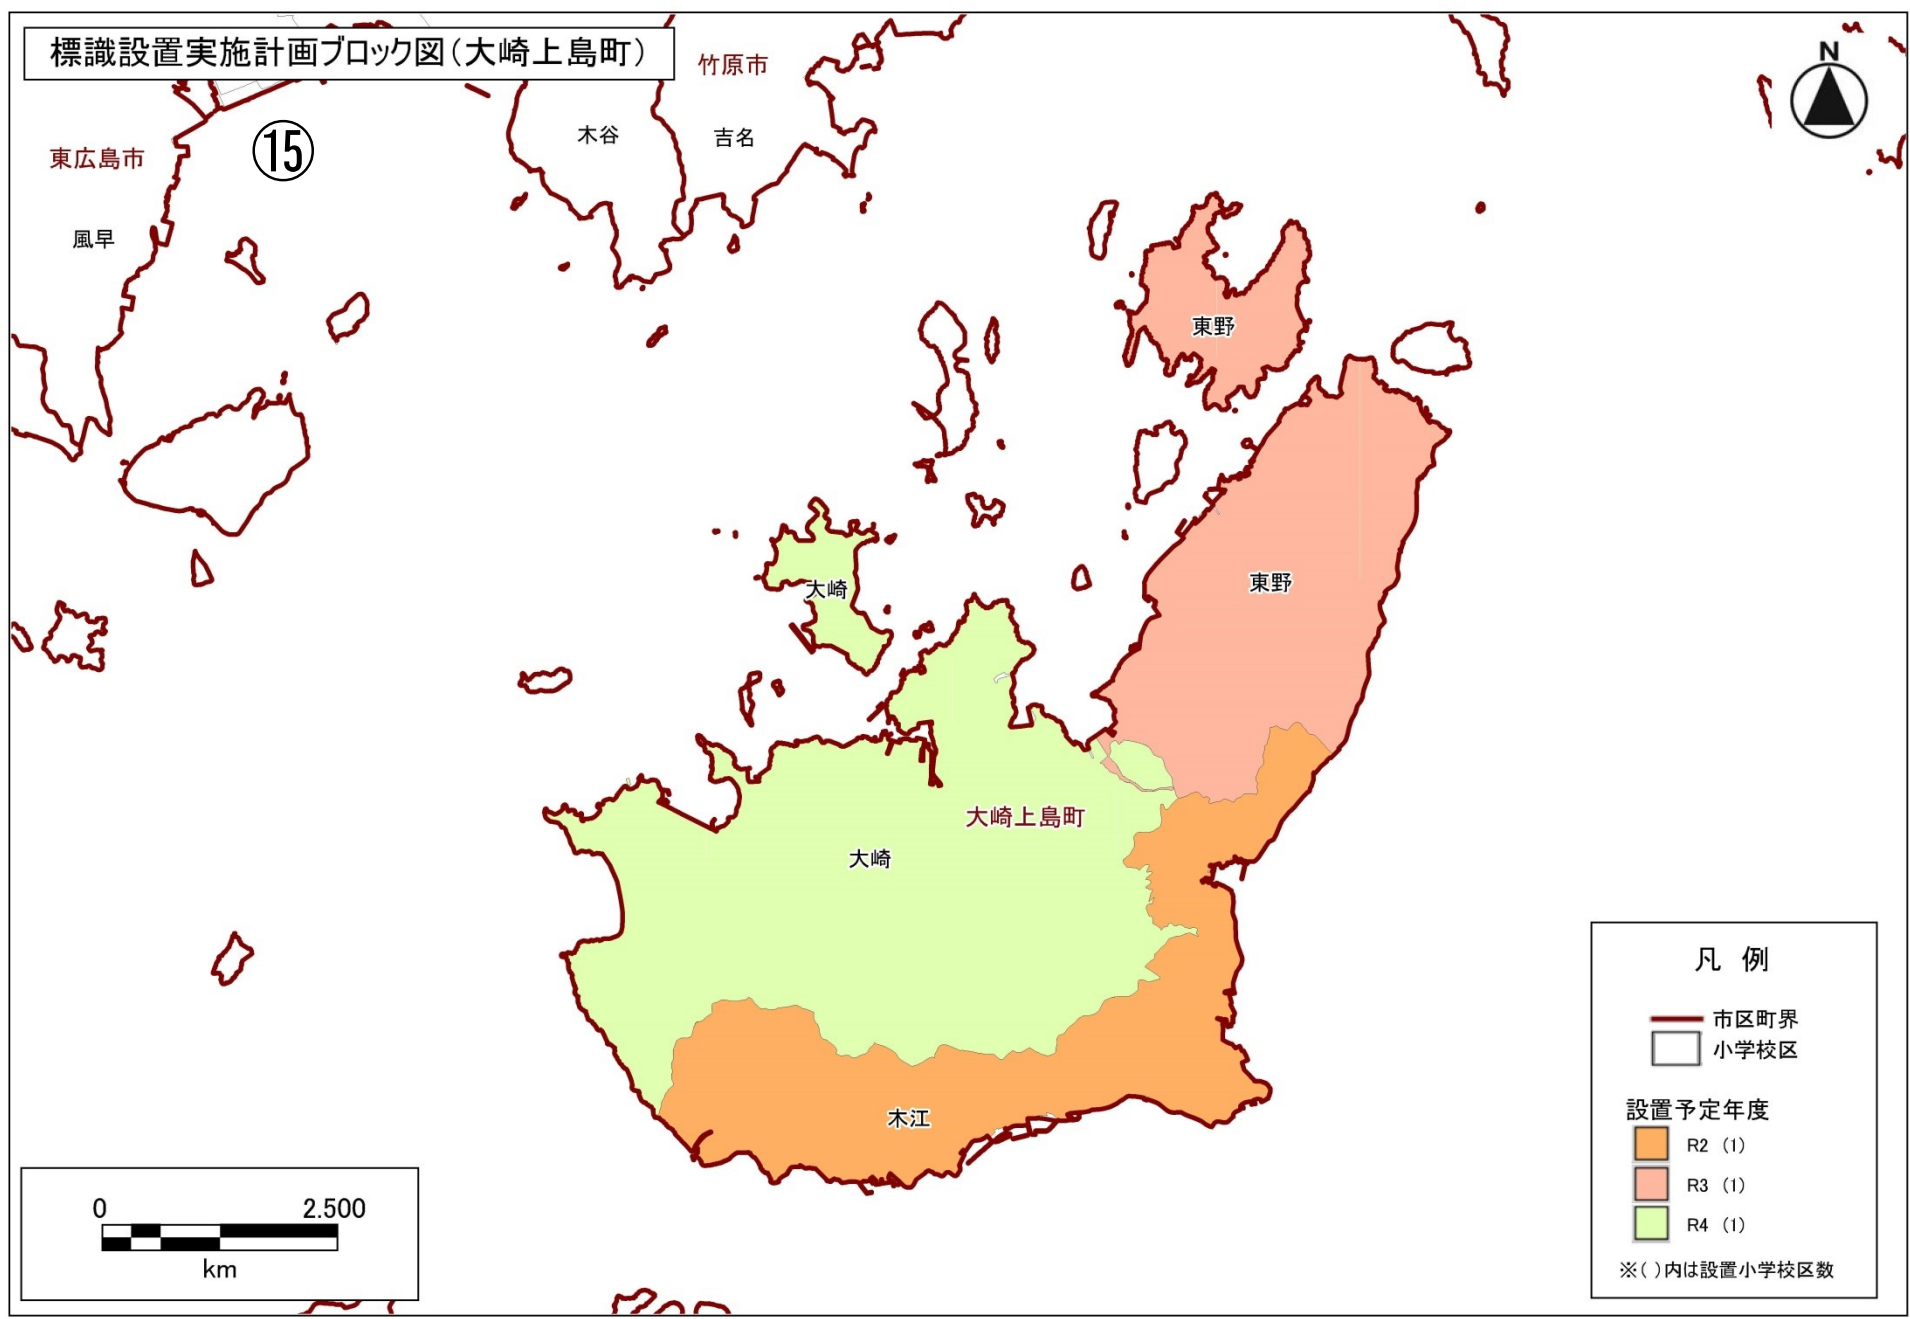 標識設置実施計画ブロック図(大崎上島町)
竹原市
N
⑮
木谷
吉名
東広島市
風早
東野
大崎
東野
大崎上島町
大崎
木江
凡 例
市区町界
小学校区
設置予定年度
R2 (1)
R3 (1)
R4 (1)
※( )内は設置小学校区数
0 2.500
km